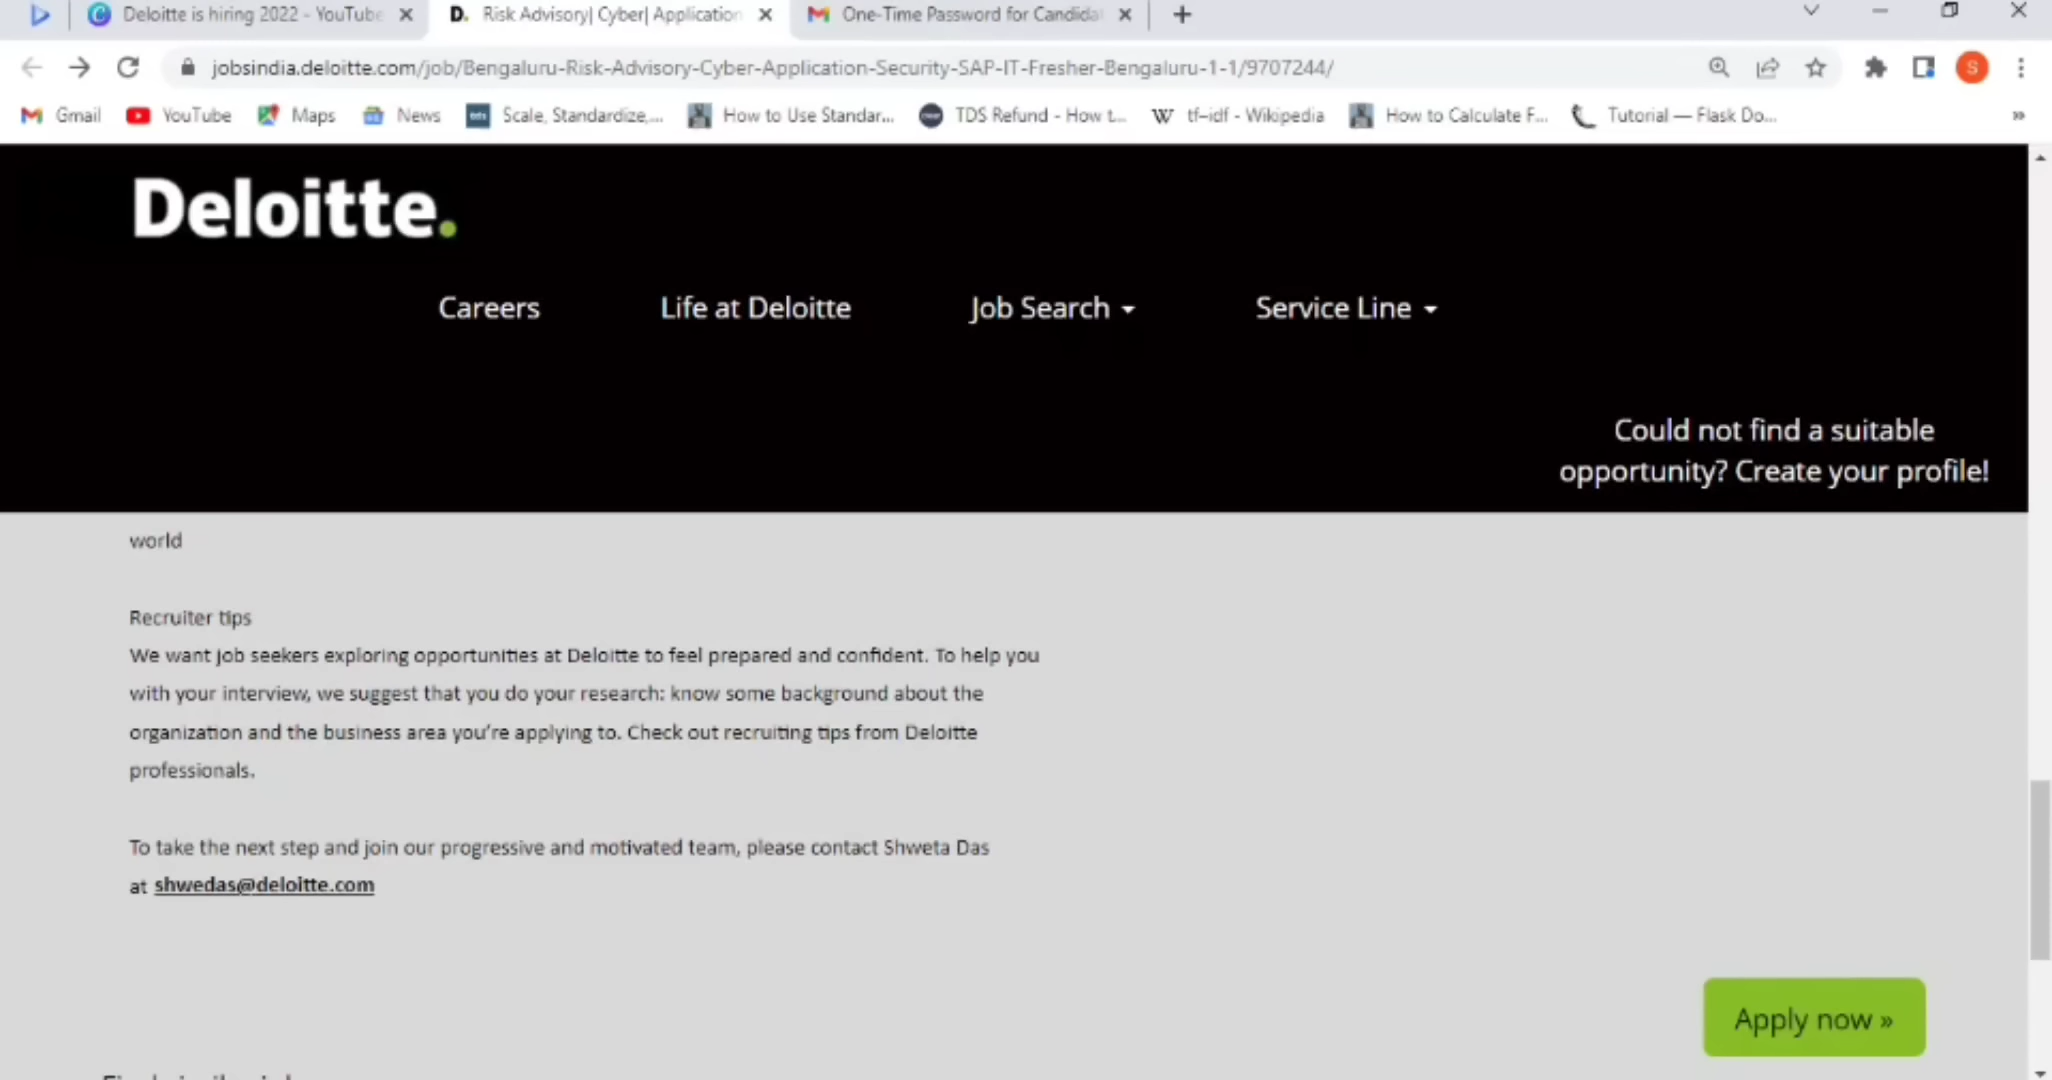 Deloitte is hiring 2022 - YouTube
D. Risk Advisory| Cyber| Application
One-Time Password for Candida
jobsindia.deloitte.com/job/Bengaluru-Risk-Advisory-Cyber-Application-Security-SAP-IT-Fresher-Bengaluru-1-1/9707244/
S
Gmail YouTube Maps News Scale, Standardize,... How to Use Standar... TDS Refund - How t... tf–idf - Wikipedia How to Calculate F... Tutorial — Flask Do... »
Deloitte.
Careers Life at Deloitte Job Search Service Line
Could not find a suitable
opportunity? Create your profile!
world
Recruiter tips
We want job seekers exploring opportunities at Deloitte to feel prepared and confident. To help you
with your interview, we suggest that you do your research: know some background about the
organization and the business area you’re applying to. Check out recruiting tips from Deloitte
professionals.
To take the next step and join our progressive and motivated team, please contact Shweta Das
at shwedas@deloitte.com
Apply now »